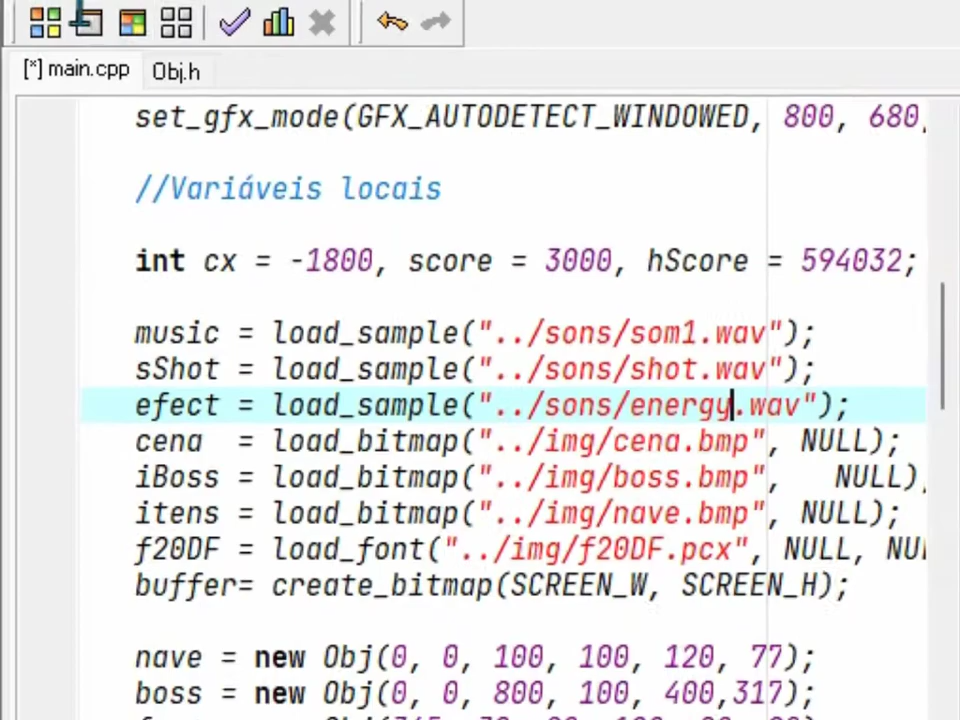 [*] main.cpp
Obj.h
set_gfx_mode(GFX_AUTODETECT_WINDOWED, 800, 680,
//Variáveis locais
int cx = -1800, score = 3000, hScore = 594032;
music = load_sample("../sons/som1.wav");
sShot = load_sample("../sons/shot.wav");
efect = load_sample("../sons/energy.wav");
cena  = load_bitmap("../img/cena.bmp", NULL);
iBoss = load_bitmap("../img/boss.bmp",   NULL);
itens = load_bitmap("../img/nave.bmp", NULL);
f20DF = load_font("../img/f20DF.pcx", NULL, NUL
buffer= create_bitmap(SCREEN_W, SCREEN_H);
nave = new Obj(0, 0, 100, 100, 120, 77);
boss = new Obj(0, 0, 800, 100, 400,317);